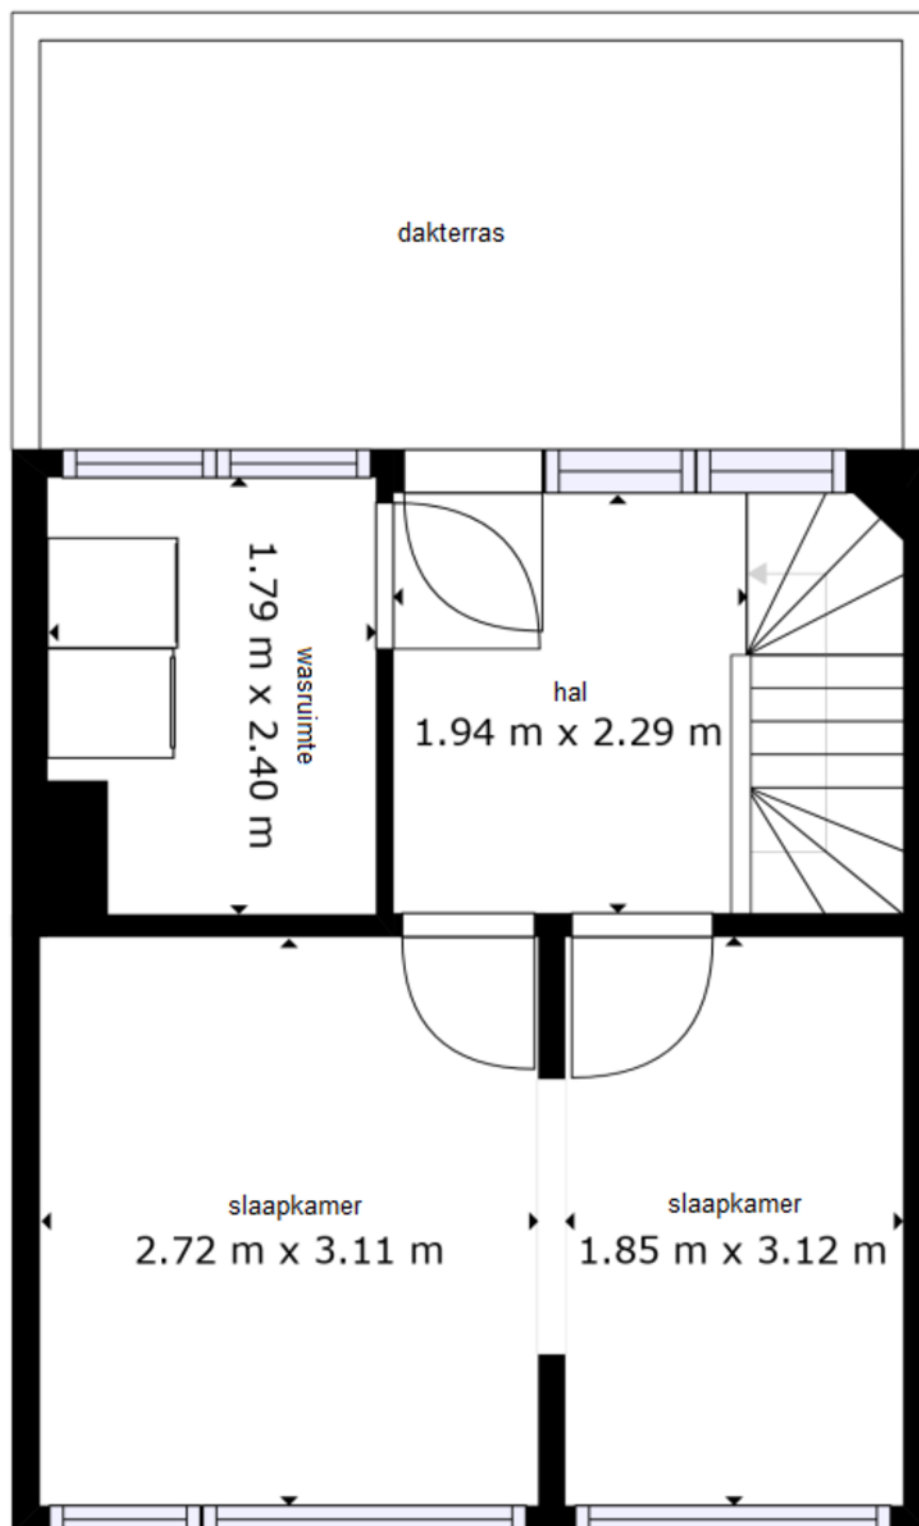 dakterras
wasruimte
1.79 m x 2.40 m
hal
1.94 m x 2.29 m
slaapkamer
2.72 m x 3.11 m
slaapkamer
1.85 m x 3.12 m